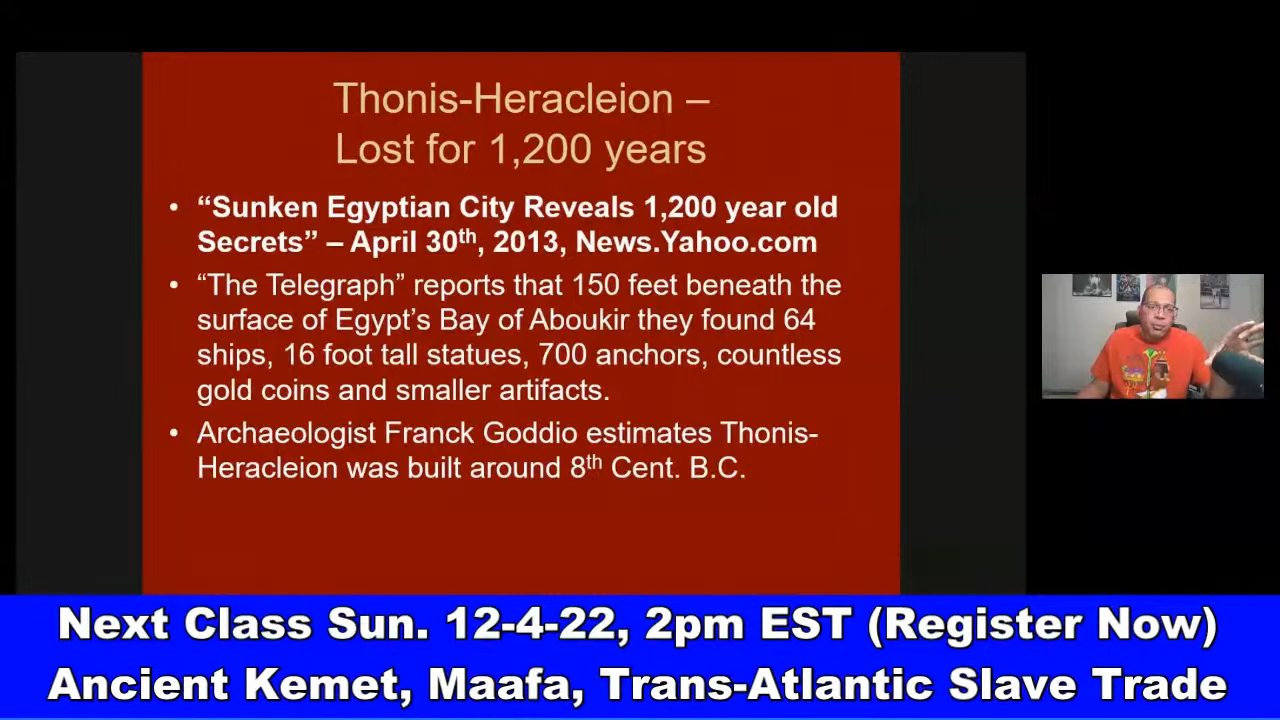 Thonis-Heracleion –
Lost for 1,200 years
• “Sunken Egyptian City Reveals 1,200 year old
Secrets” – April 30th, 2013, News.Yahoo.com
• “The Telegraph” reports that 150 feet beneath the
surface of Egypt’s Bay of Aboukir they found 64
ships, 16 foot tall statues, 700 anchors, countless
gold coins and smaller artifacts.
• Archaeologist Franck Goddio estimates Thonis-
Heracleion was built around 8th Cent. B.C.
Next Class Sun. 12-4-22, 2pm EST (Register Now)
Ancient Kemet, Maafa, Trans-Atlantic Slave Trade